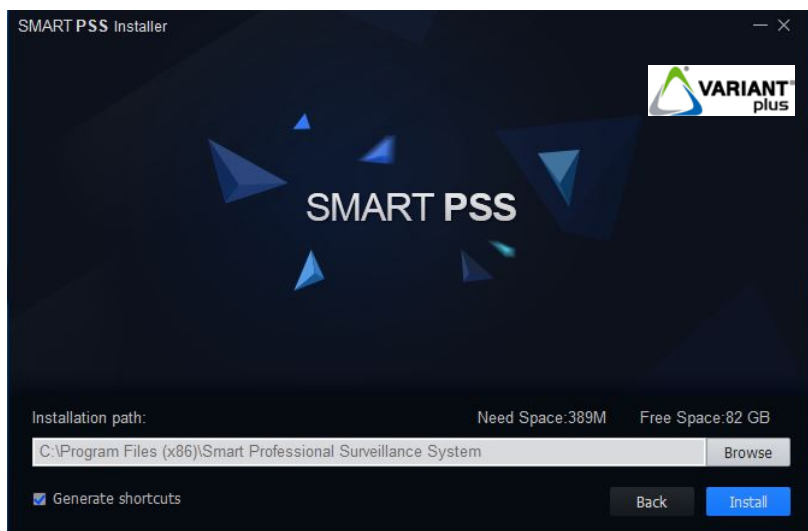 SMART PSS Installer
VARIANT
plus
SMART PSS
Installation path:
Need Space:389M
Free Space:82 GB
C:\Program Files (x86)\Smart Professional Surveillance System
Browse
Generate shortcuts
Back
Install